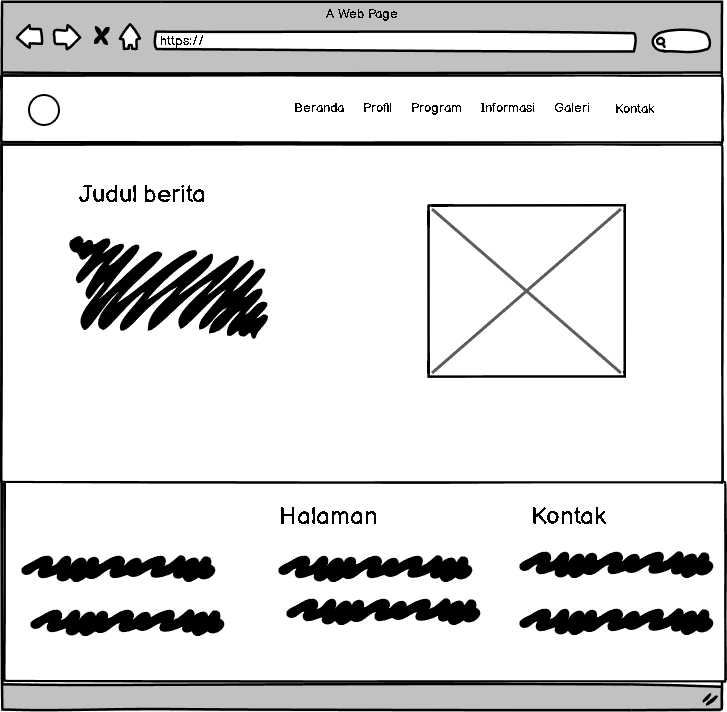 A Web Page
https://
Beranda Profil Program Informasi Galeri Kontak
Judul berita
Halaman Kontak